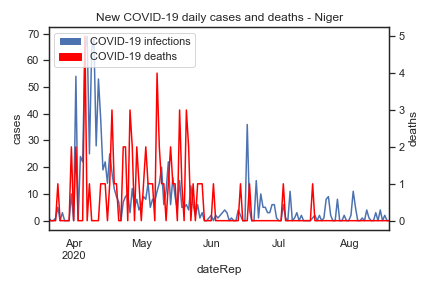 New COVID-19 daily cases and deaths - Niger
COVID-19 infections
COVID-19 deaths
cases
70
60
50
40
30
20
10
0
deaths
5
4
3
2
1
0
Apr
2020
May
Jun
Jul
Aug
dateRep